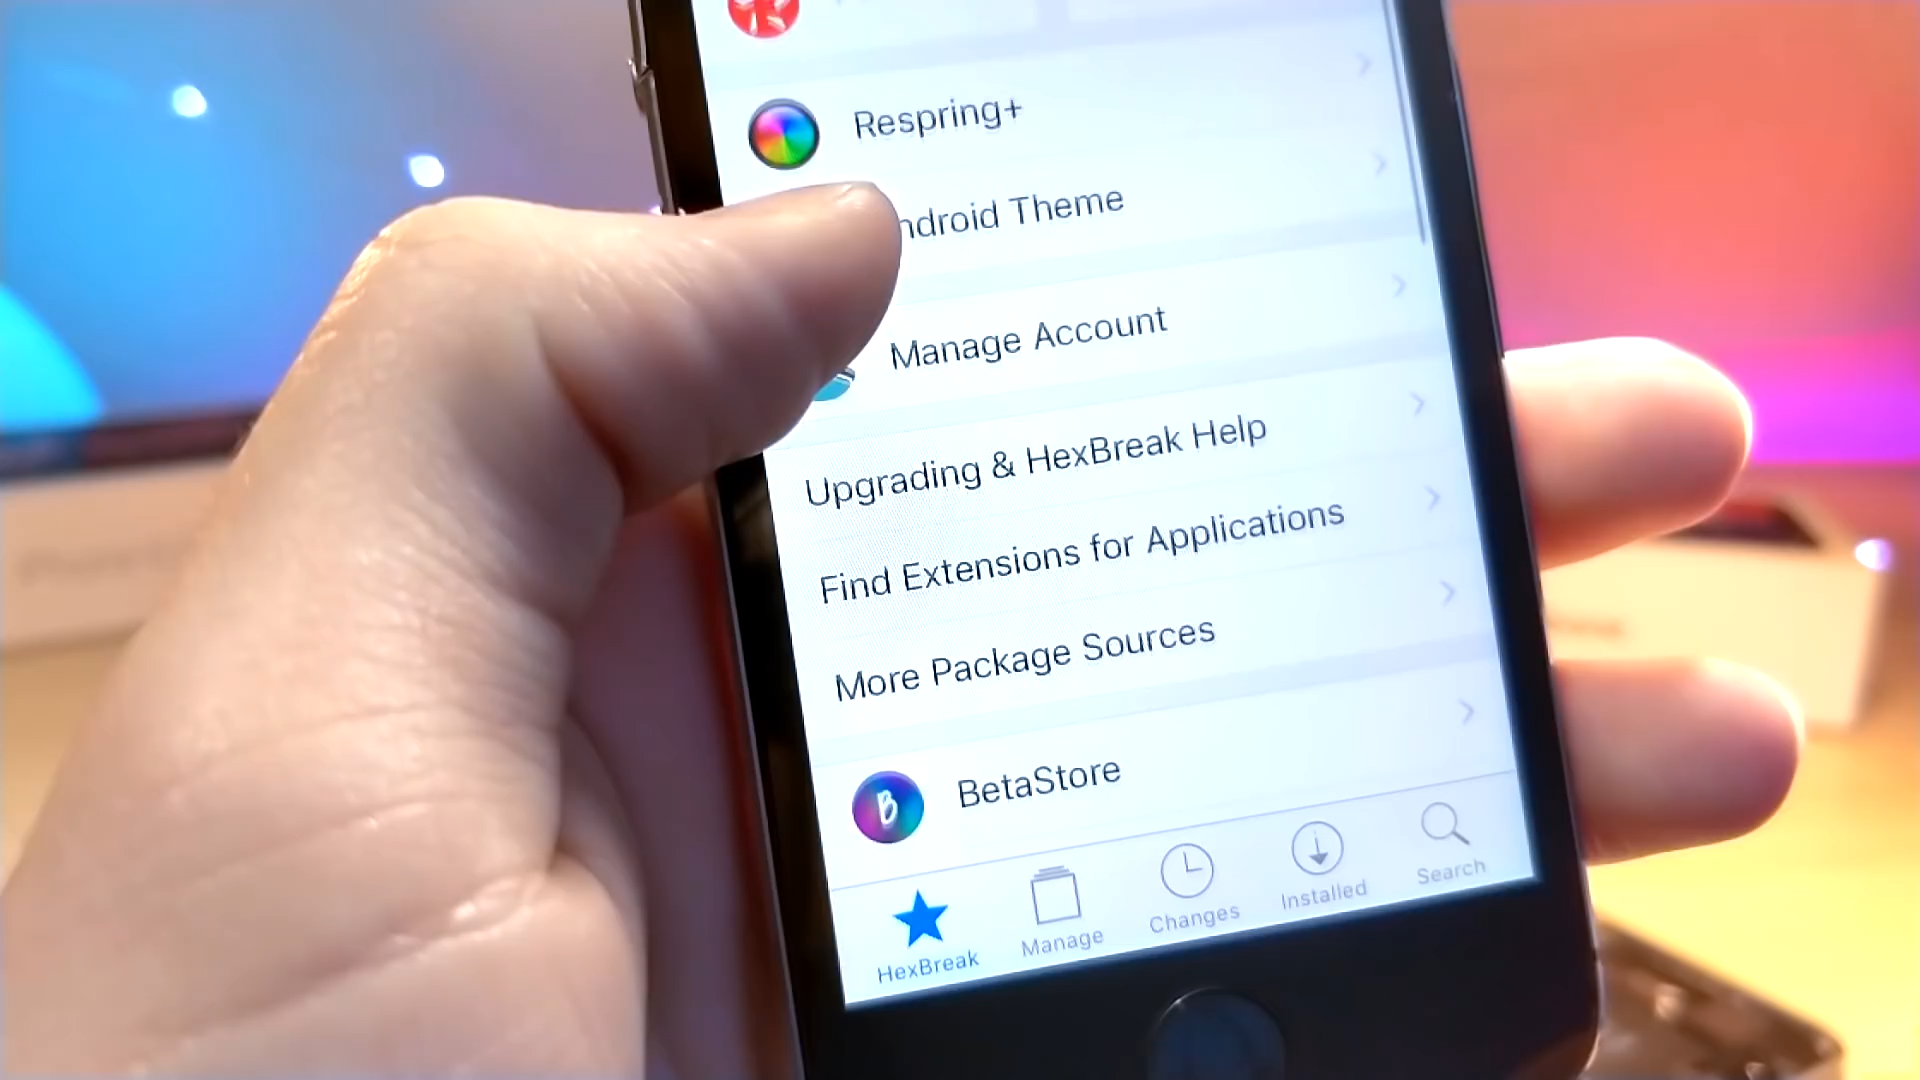 Respring+
ndroid Theme
Manage Account
Upgrading & HexBreak Help
Find Extensions for Applications
More Package Sources
B
BetaStore
HexBreak
Manage
Changes
Installed
Search